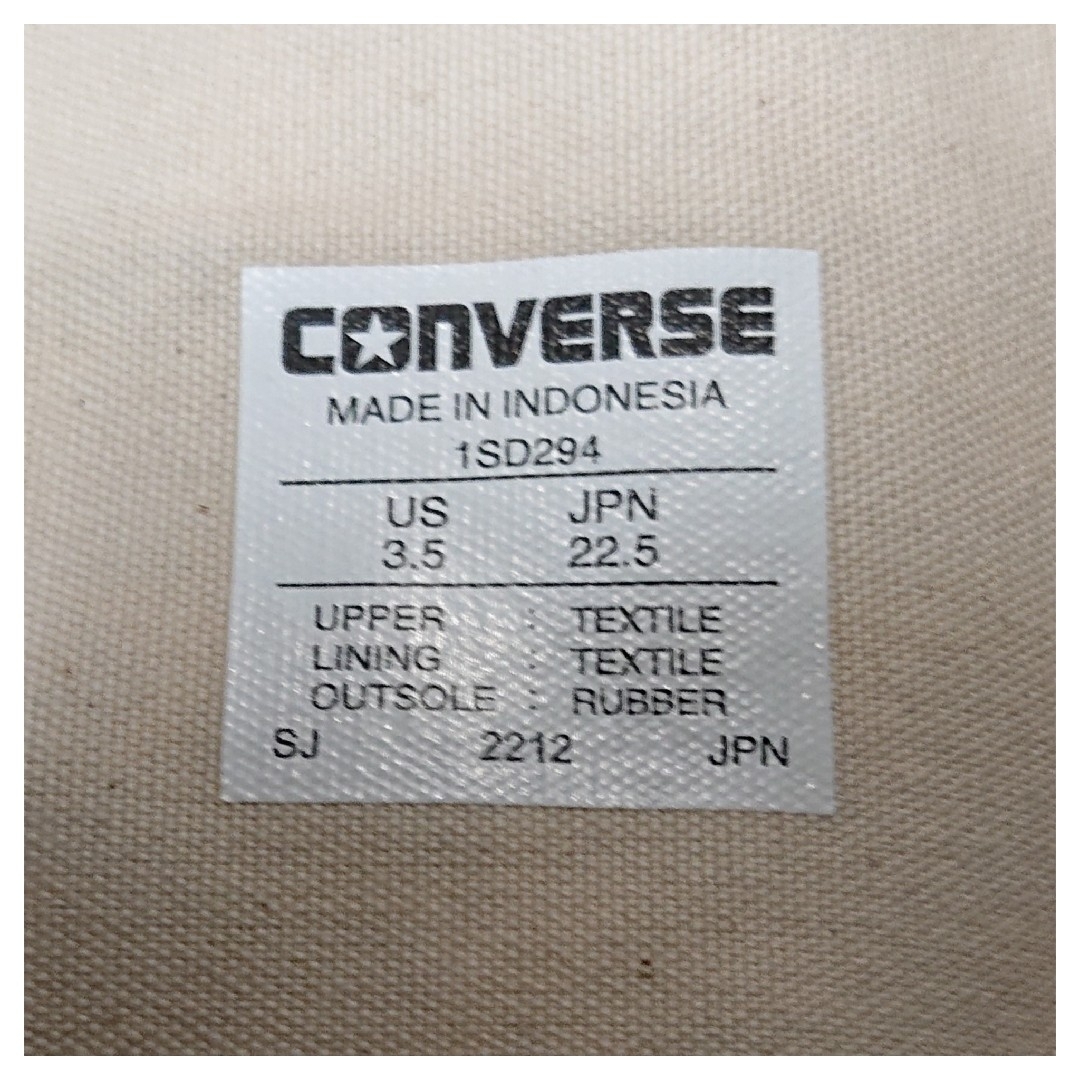 CONVERSE
MADE IN INDONESIA
1SD294
US JPN
3.5 22.5
UPPER : TEXTILE
LINING : TEXTILE
OUTSOLE : RUBBER
SJ 2212 JPN